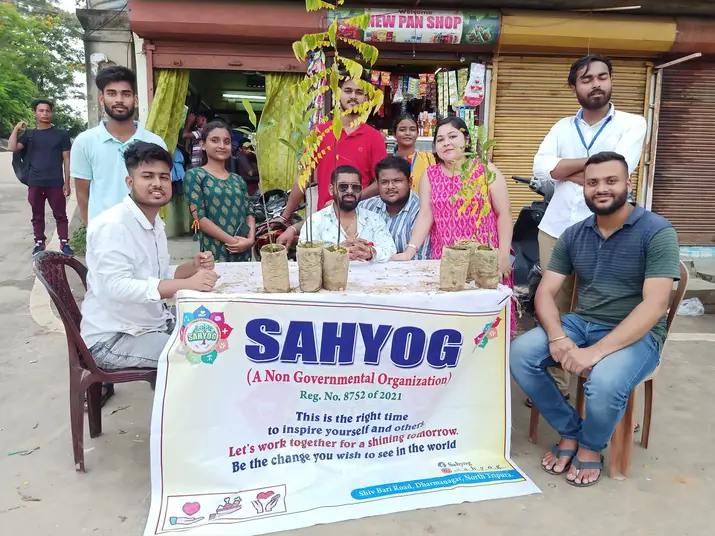 Welcome
NEW PAN SHOP
SAHYOG
SAHYOG
(A Non Governmental Organization)
Reg. No. 8752 of 2021
This is the right time
to inspire yourself and others
Let's work together for a shining tomorrow.
Be the change you wish to see in the world
Sahyog
Shiv Bari Road, Dharmanagar, North Tripura.